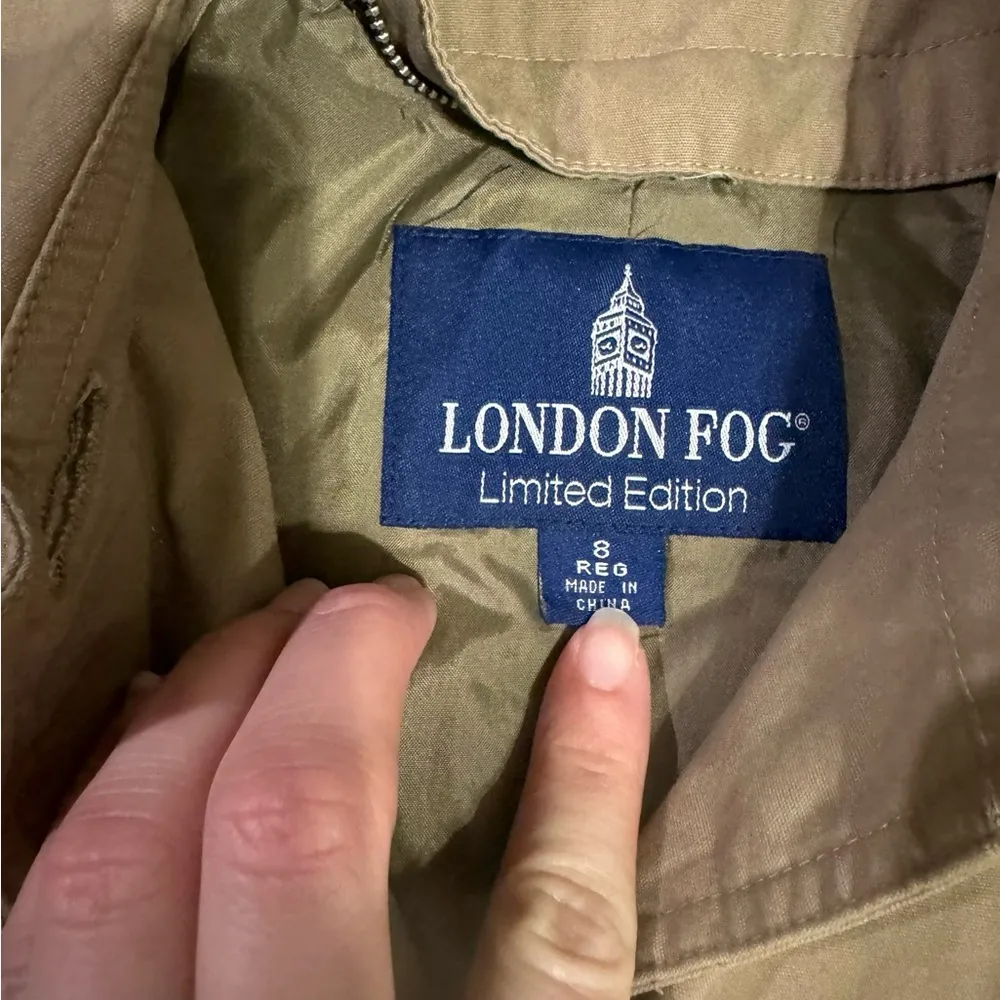 LONDON FOG®
Limited Edition
8
REG
MADE IN
CHINA